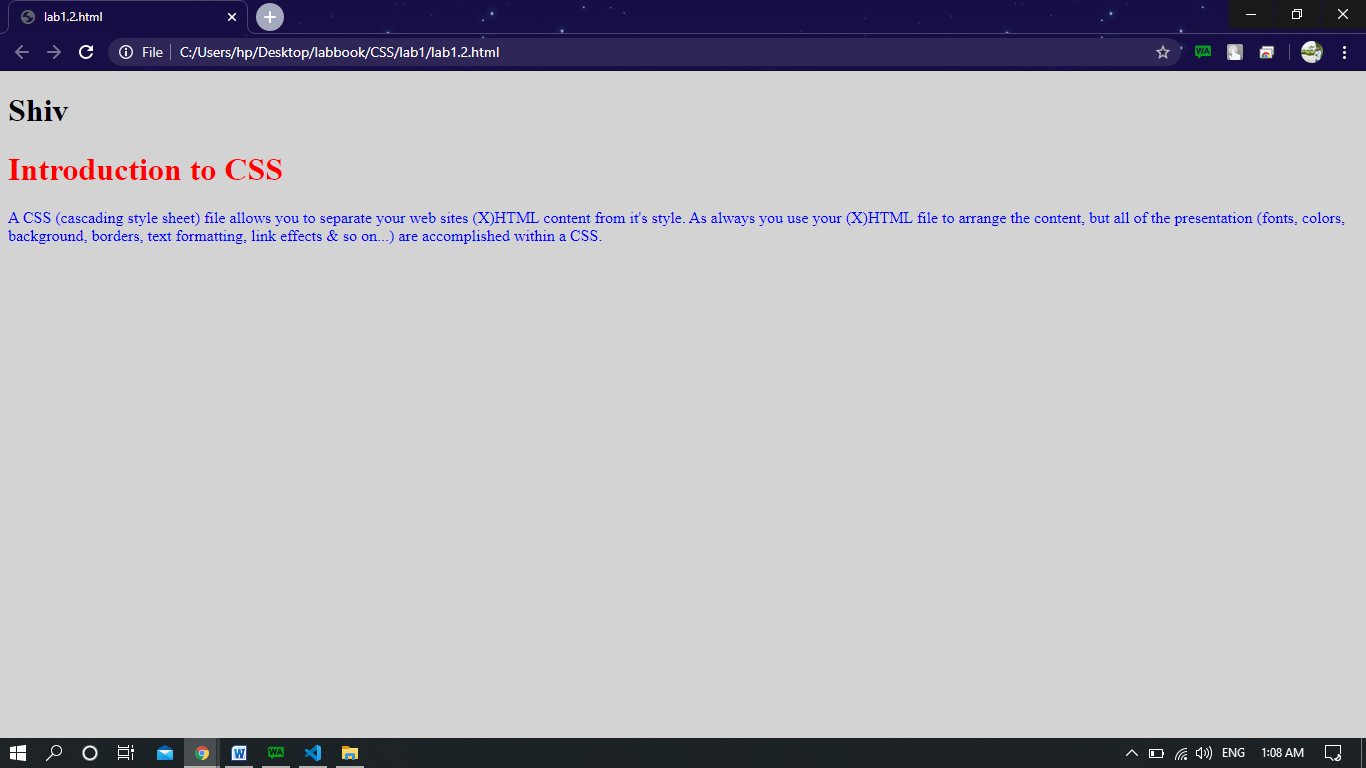 lab1.2.html
File
C:/Users/hp/Desktop/labbook/CSS/lab1/lab1.2.html
WA
Shiv
Introduction to CSS
A CSS (cascading style sheet) file allows you to separate your web sites (X)HTML content from it's style. As always you use your (X)HTML file to arrange the content, but all of the presentation (fonts, colors,
background, borders, text formatting, link effects & so on...) are accomplished within a CSS.
W
WA
ENG
1:08 AM